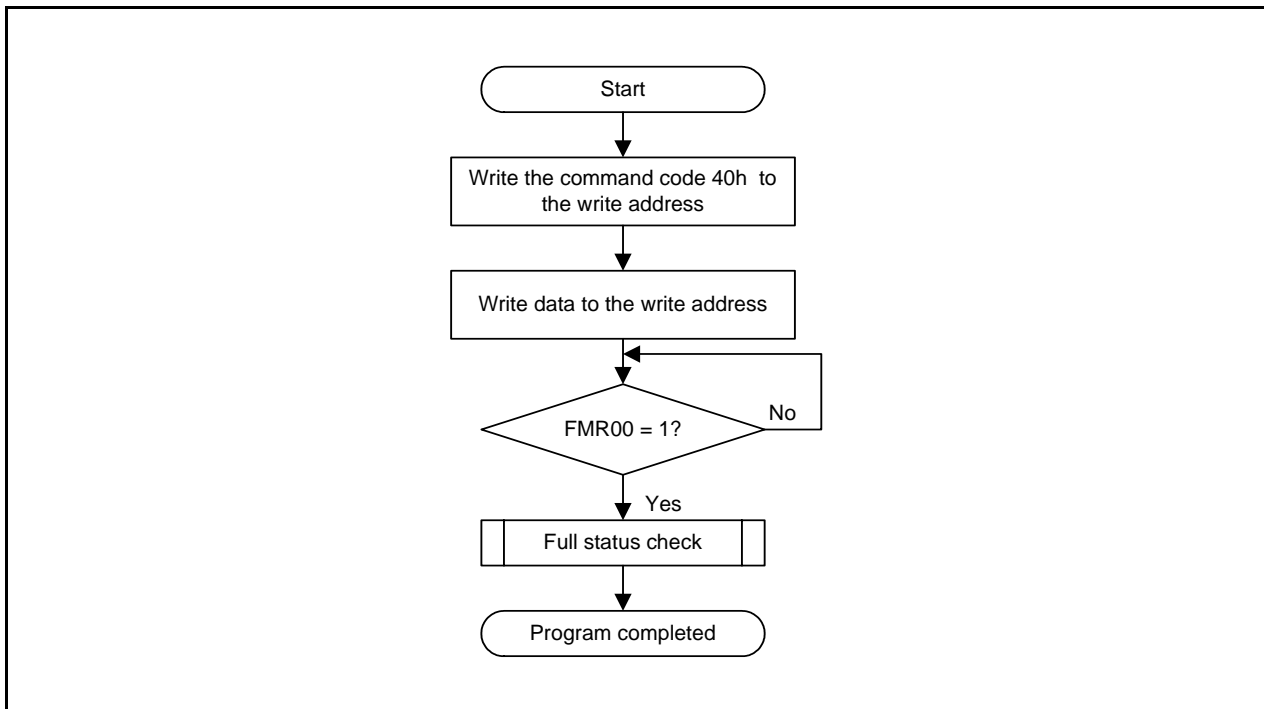 Start
Write the command code 40h to
the write address
Write data to the write address
FMR00 = 1?
No
Yes
Full status check
Program completed